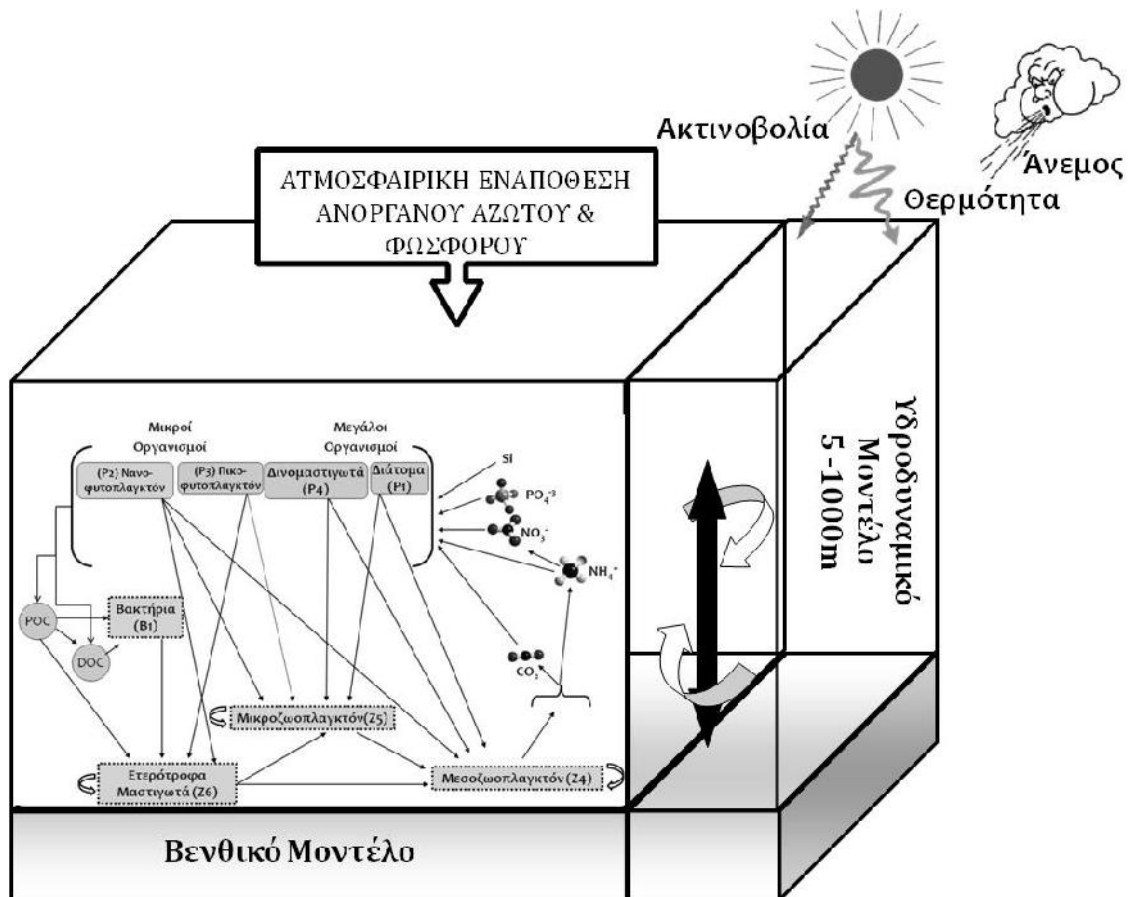 Ακτινοβολία
Άνεμος
Θερμότητα
ΑΤΜΟΣΦΑΙΡΙΚΗ ΕΝΑΠΟΘΕΣΗ
ΑΝΟΡΓΑΝΟΥ ΑΖΩΤΟΥ &
ΦΩΣΦΟΡΟΥ
Υδροδυναμικό
Μοντέλο
5 -1000m
Μικροί
Οργανισμοί
Μεγάλοι
Οργανισμοί
(P2) Νανο-
φυτοπλαγκτόν
(P3) Πικο-
φυτοπλαγκτόν
Δινομαστιγωτά
(P4)
Διάτομα
(P1)
Si
PO₄⁻³
NO₃⁻
NH₄⁺
CO₂
POC
DOC
Βακτήρια
(B1)
Μικροζωοπλαγκτόν(Z5)
Ετερότροφα
Μαστιγωτά (Z6)
Μεσοζωοπλαγκτόν (Z4)
Βενθικό Μοντέλο